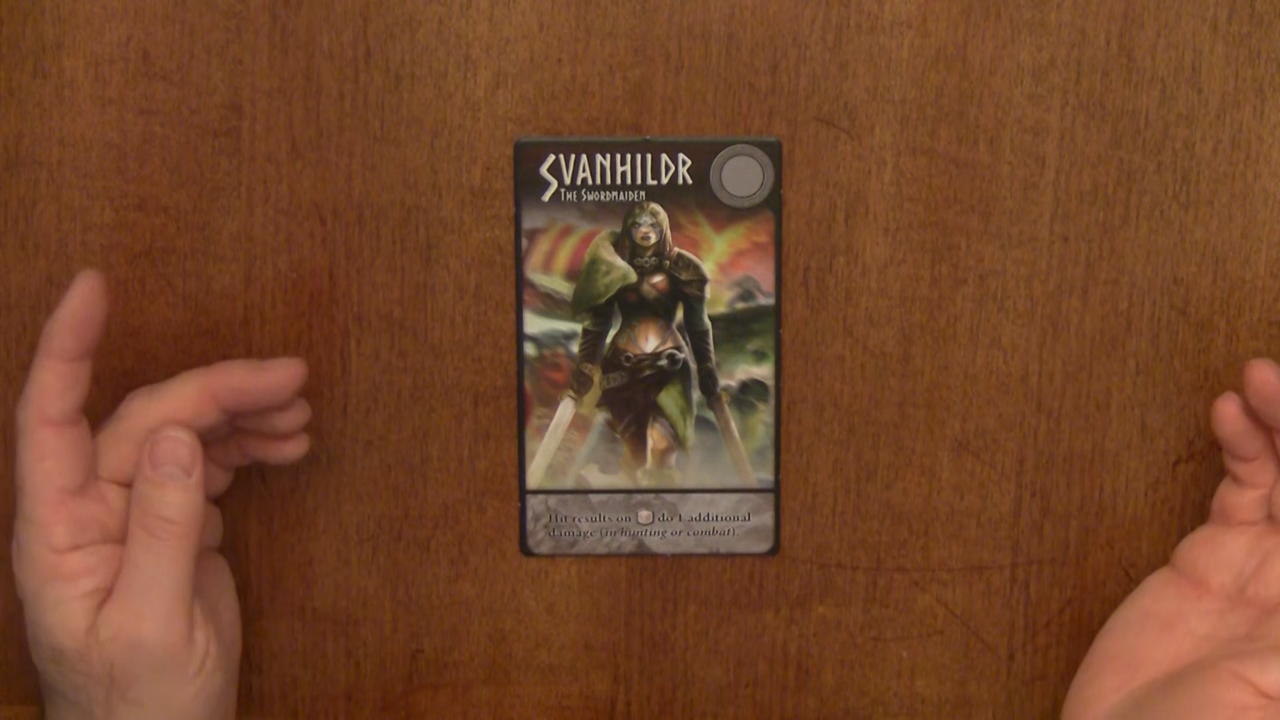 SVANHILDR
THE SWORDMAIDEN
Hit results on do 1 additional
damage (in hunting or combat).